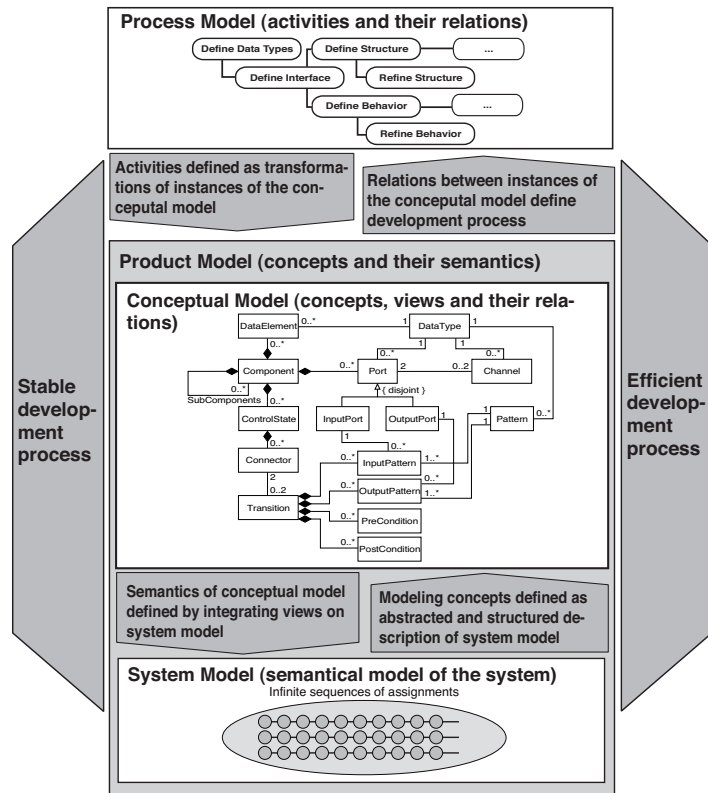 Process Model (activities and their relations)
Define Data Types
Define Structure
...
Define Interface
Refine Structure
Define Behavior
...
Refine Behavior
Activities defined as transforma-
tions of instances of the con-
ceputal model
Relations between instances of
the conceputal model define
development process
Stable
develop-
ment
process
Efficient
develop-
ment
process
Product Model (concepts and their semantics)
Conceptual Model (concepts, views and their rela-
tions)
DataElement
0..*
1
DataType
1
0..*
1
1
Component
0..*
0..*
Port
2
0..2
0..*
Channel
0..*
SubComponents
0..*
{ disjoint }
ControlState
InputPort
OutputPort
1
1
1
Pattern
0..*
0..*
1
0..*
Connector
0..*
InputPattern
1..*
2
0..*
0..2
0..*
OutputPattern
1..*
Transition
0..*
PreCondition
0..*
PostCondition
Semantics of conceptual model
defined by integrating views on
system model
Modeling concepts defined as
abstracted and structured de-
scription of system model
System Model (semantical model of the system)
Infinite sequences of assignments